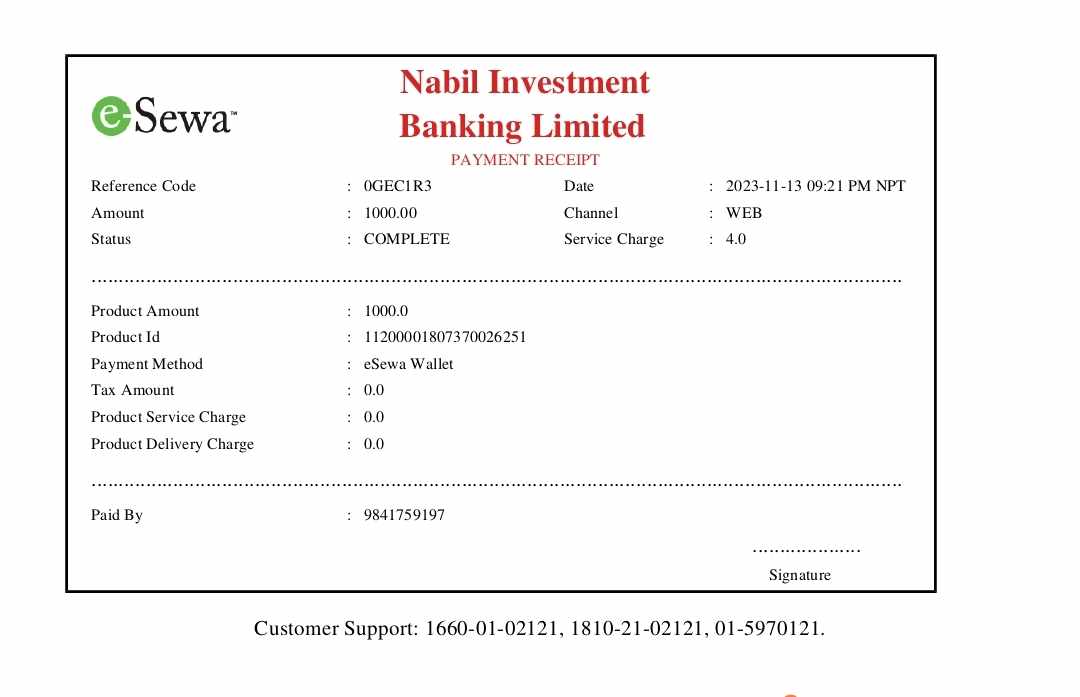 eSewa™
Nabil Investment
Banking Limited
PAYMENT RECEIPT
Reference Code : 0GEC1R3 Date : 2023-11-13 09:21 PM NPT
Amount : 1000.00 Channel : WEB
Status : COMPLETE Service Charge : 4.0
Product Amount : 1000.0
Product Id : 11200001807370026251
Payment Method : eSewa Wallet
Tax Amount : 0.0
Product Service Charge : 0.0
Product Delivery Charge : 0.0
Paid By : 9841759197
Signature
Customer Support: 1660-01-02121, 1810-21-02121, 01-5970121.